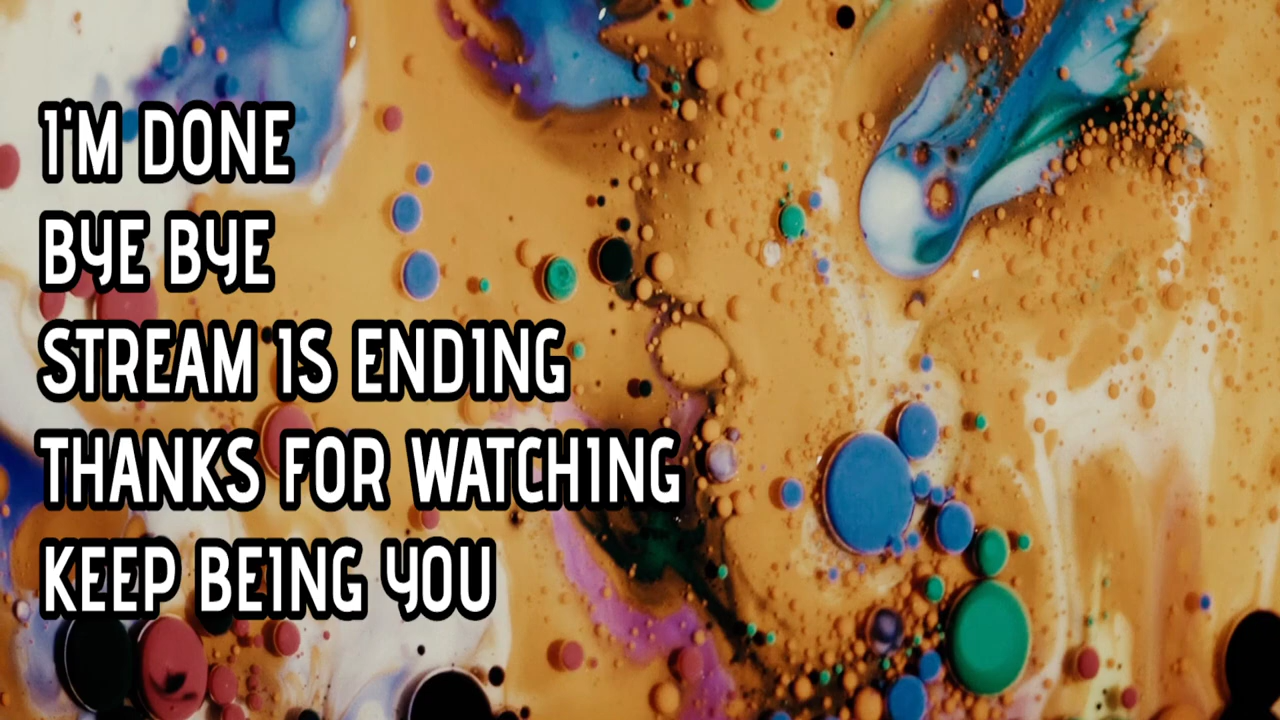 I'M DONE
BYE BYE
STREAM IS ENDING
THANKS FOR WATCHING
KEEP BEING YOU